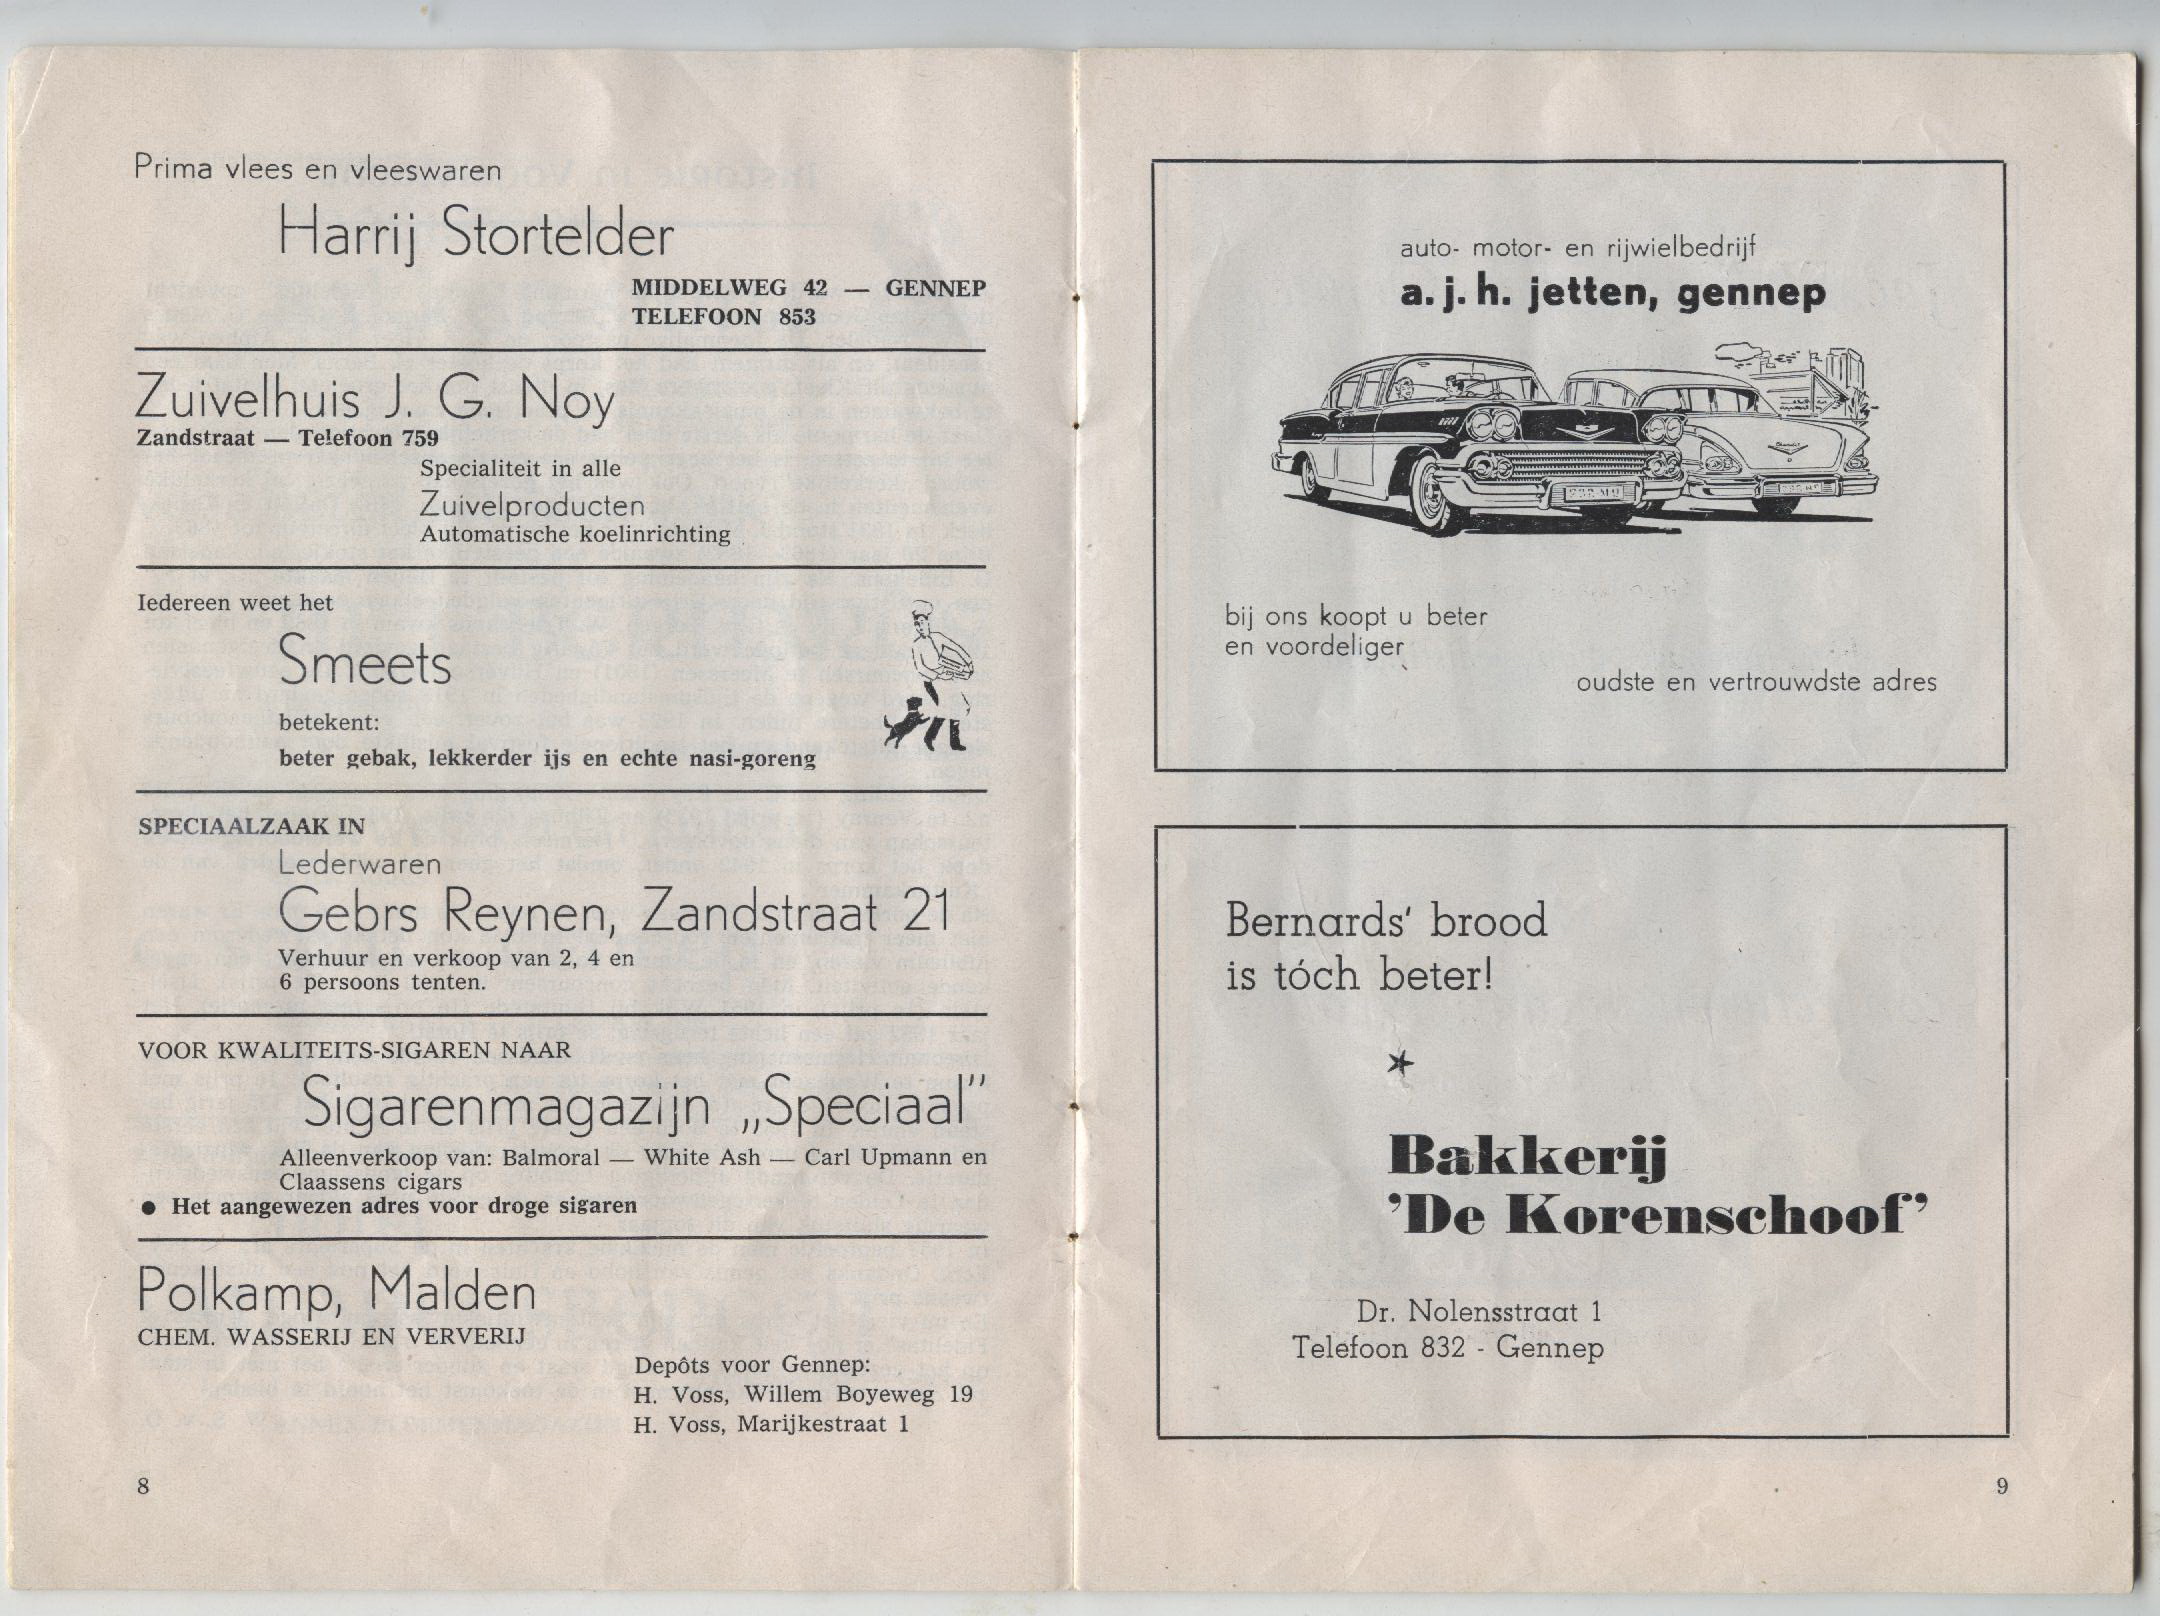 Prima vlees en vleeswaren
Harrij Stortelder
MIDDELWEG 42 — GENNEP
TELEFOON 853
Zuivelhuis J. G. Noy
Zandstraat — Telefoon 759
Specialiteit in alle
Zuivelproducten
Automatische koelinrichting
Iedereen weet het
Smeets
betekent:
beter gebak, lekkerder ijs en echte nasi-goreng
SPECIAALZAAK IN
Lederwaren
Gebrs Reynen, Zandstraat 21
Verhuur en verkoop van 2, 4 en
6 persoons tenten.
VOOR KWALITEITS-SIGAREN NAAR
Sigarenmagazijn „Speciaal”
Alleenverkoop van: Balmoral — White Ash — Carl Upmann en
Claassens cigars
● Het aangewezen adres voor droge sigaren
Polkamp, Malden
CHEM. WASSERIJ EN VERVERIJ
Depôts voor Gennep:
H. Voss, Willem Boyeweg 19
H. Voss, Marijkestraat 1
8
auto- motor- en rijwielbedrijf
a. j. h. jetten, gennep
bij ons koopt u beter
en voordeliger
oudste en vertrouwdste adres
Bernards' brood
is tóch beter!
Bakkerij
’De Korenschoof’
Dr. Nolensstraat 1
Telefoon 832 - Gennep
9